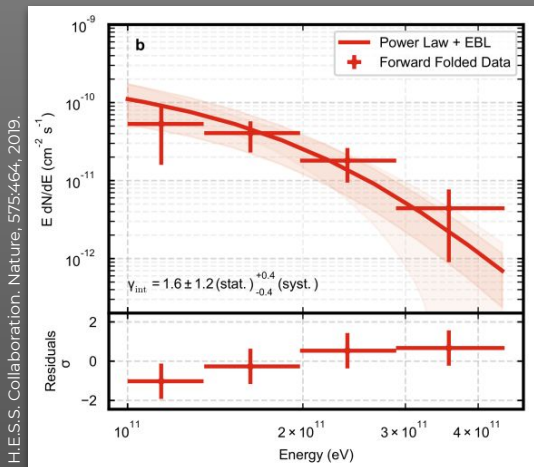 H.E.S.S. Collaboration. Nature, 575:464, 2019.
b
Power Law + EBL
Forward Folded Data
E dN/dE (cm⁻² s⁻¹)
10⁻⁹
10⁻¹⁰
10⁻¹¹
10⁻¹²
γint = 1.6 ± 1.2 (stat.) +0.4 -0.4 (syst.)
Residuals
σ
2
0
−2
10¹¹
2 × 10¹¹
3 × 10¹¹
4 × 10¹¹
Energy (eV)